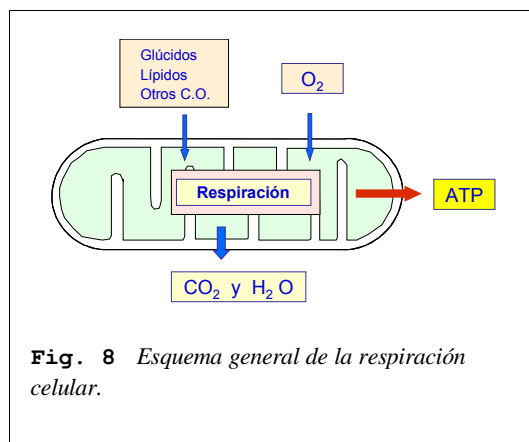 Glúcidos
Lípidos
Otros C.O.
O₂
Respiración
ATP
CO₂ y H₂ O
Fig. 8 Esquema general de la respiración
celular.